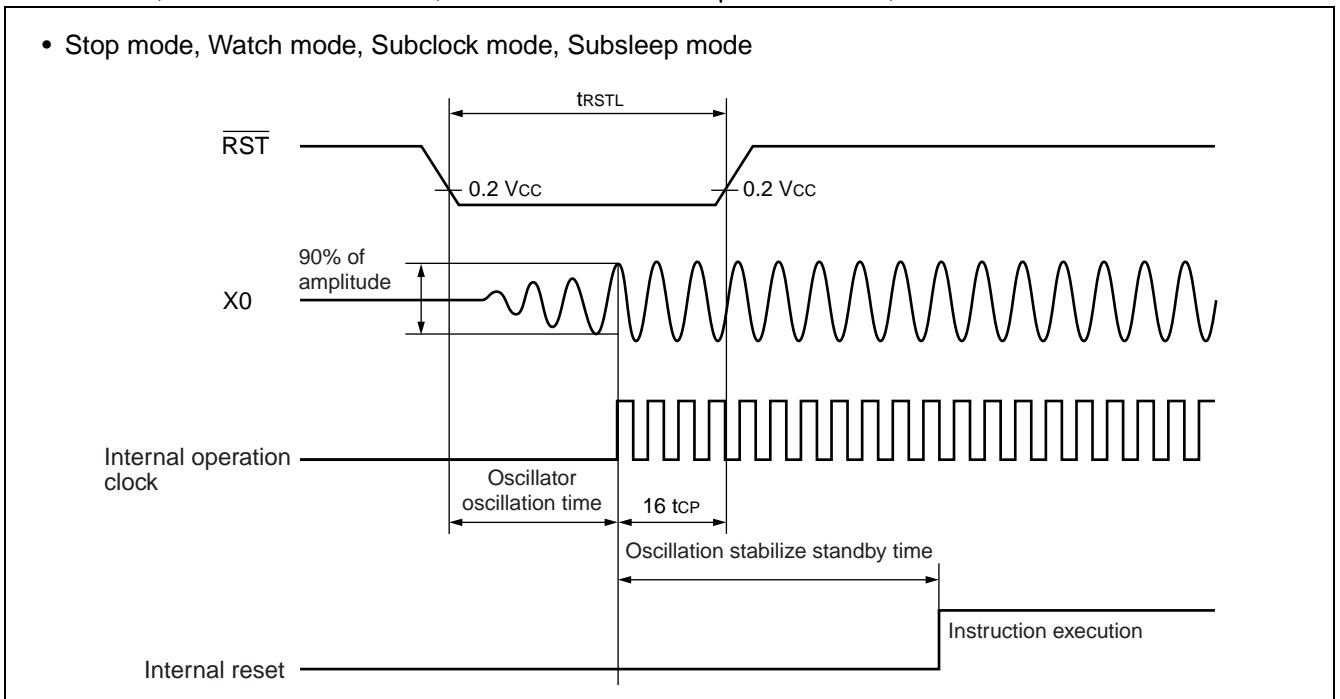 • Stop mode, Watch mode, Subclock mode, Subsleep mode
tRSTL
RST
0.2 VCC
0.2 VCC
90% of
amplitude
X0
Internal operation
clock
Oscillator
oscillation time
16 tCP
Oscillation stabilize standby time
Instruction execution
Internal reset